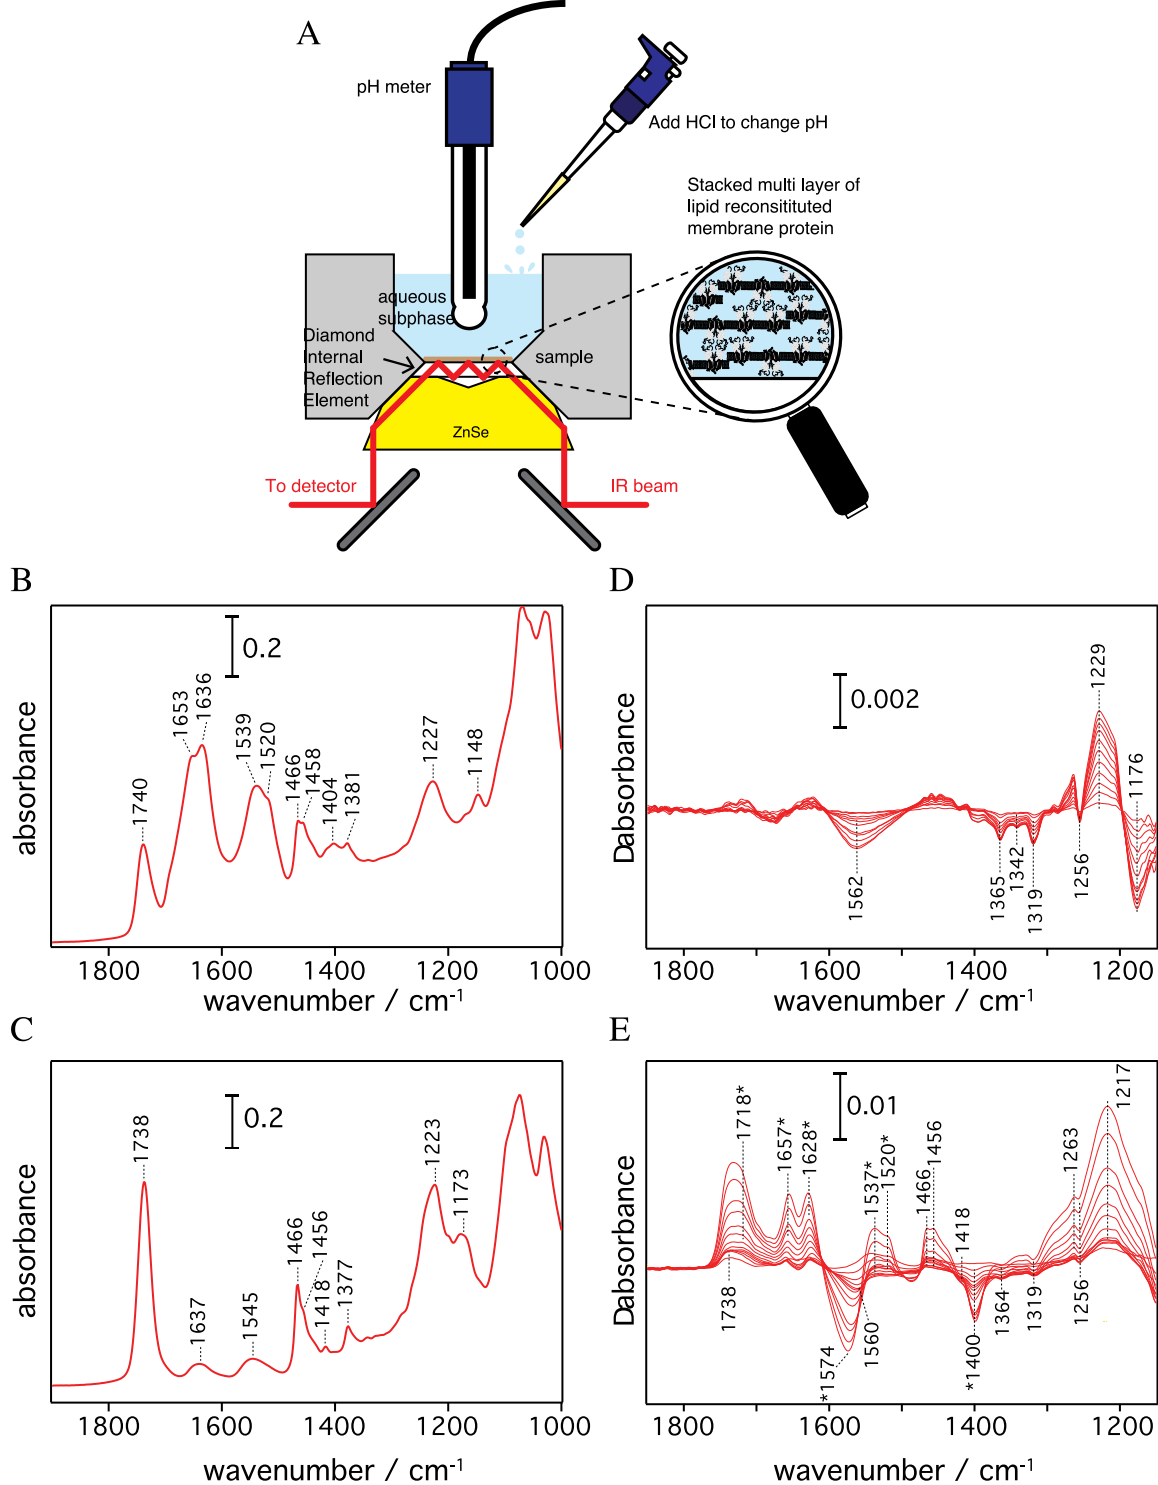 A
pH meter
Add HCl to change pH
Stacked multi layer of
lipid reconsitituted
membrane protein
aqueous
subphase
Diamond
Internal
Reflection
Element
sample
ZnSe
To detector
IR beam
B
absorbance
0.2
1740
1653
1636
1539
1520
1466
1458
1404
1381
1227
1148
1800
1600
1400
1200
1000
wavenumber / cm-1
D
Dabsorbance
0.002
1562
1365
1342
1319
1256
1229
1176
1800
1600
1400
1200
wavenumber / cm-1
C
absorbance
0.2
1738
1637
1545
1466
1456
1418
1377
1223
1173
1800
1600
1400
1200
1000
wavenumber / cm-1
E
Dabsorbance
0.01
1718*
1657*
1628*
1537*
1520*
1466
1456
1418
1263
1217
1738
*1574
1560
*1400
1364
1319
1256
1800
1600
1400
1200
wavenumber / cm-1